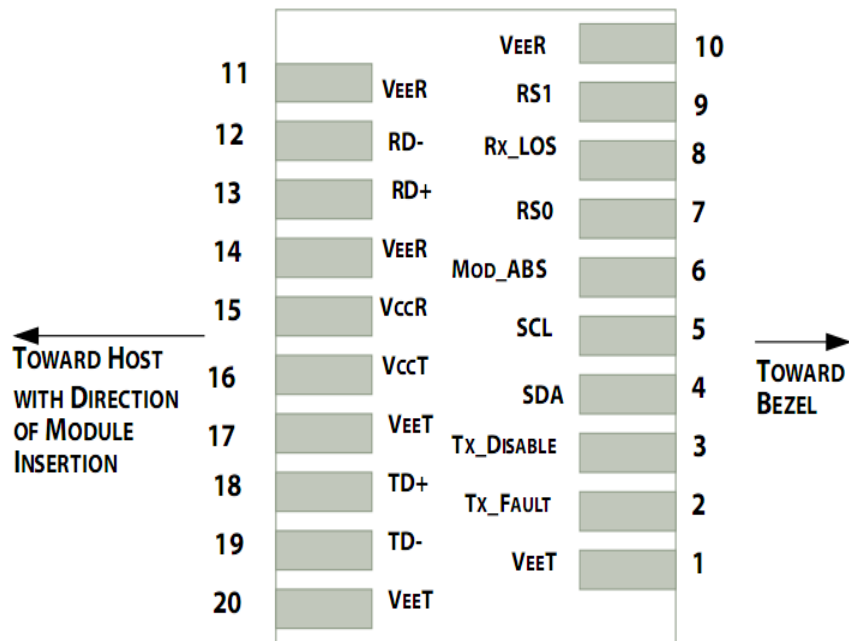 11 VEER
12 RD-
13 RD+
14 VEER
15 VCCR
16 VCCT
17 VEET
18 TD+
19 TD-
20 VEET
VEER 10
RS1 9
RX_LOS 8
RS0 7
MOD_ABS 6
SCL 5
SDA 4
TX_DISABLE 3
TX_FAULT 2
VEET 1
TOWARD HOST
WITH DIRECTION
OF MODULE
INSERTION
TOWARD
BEZEL